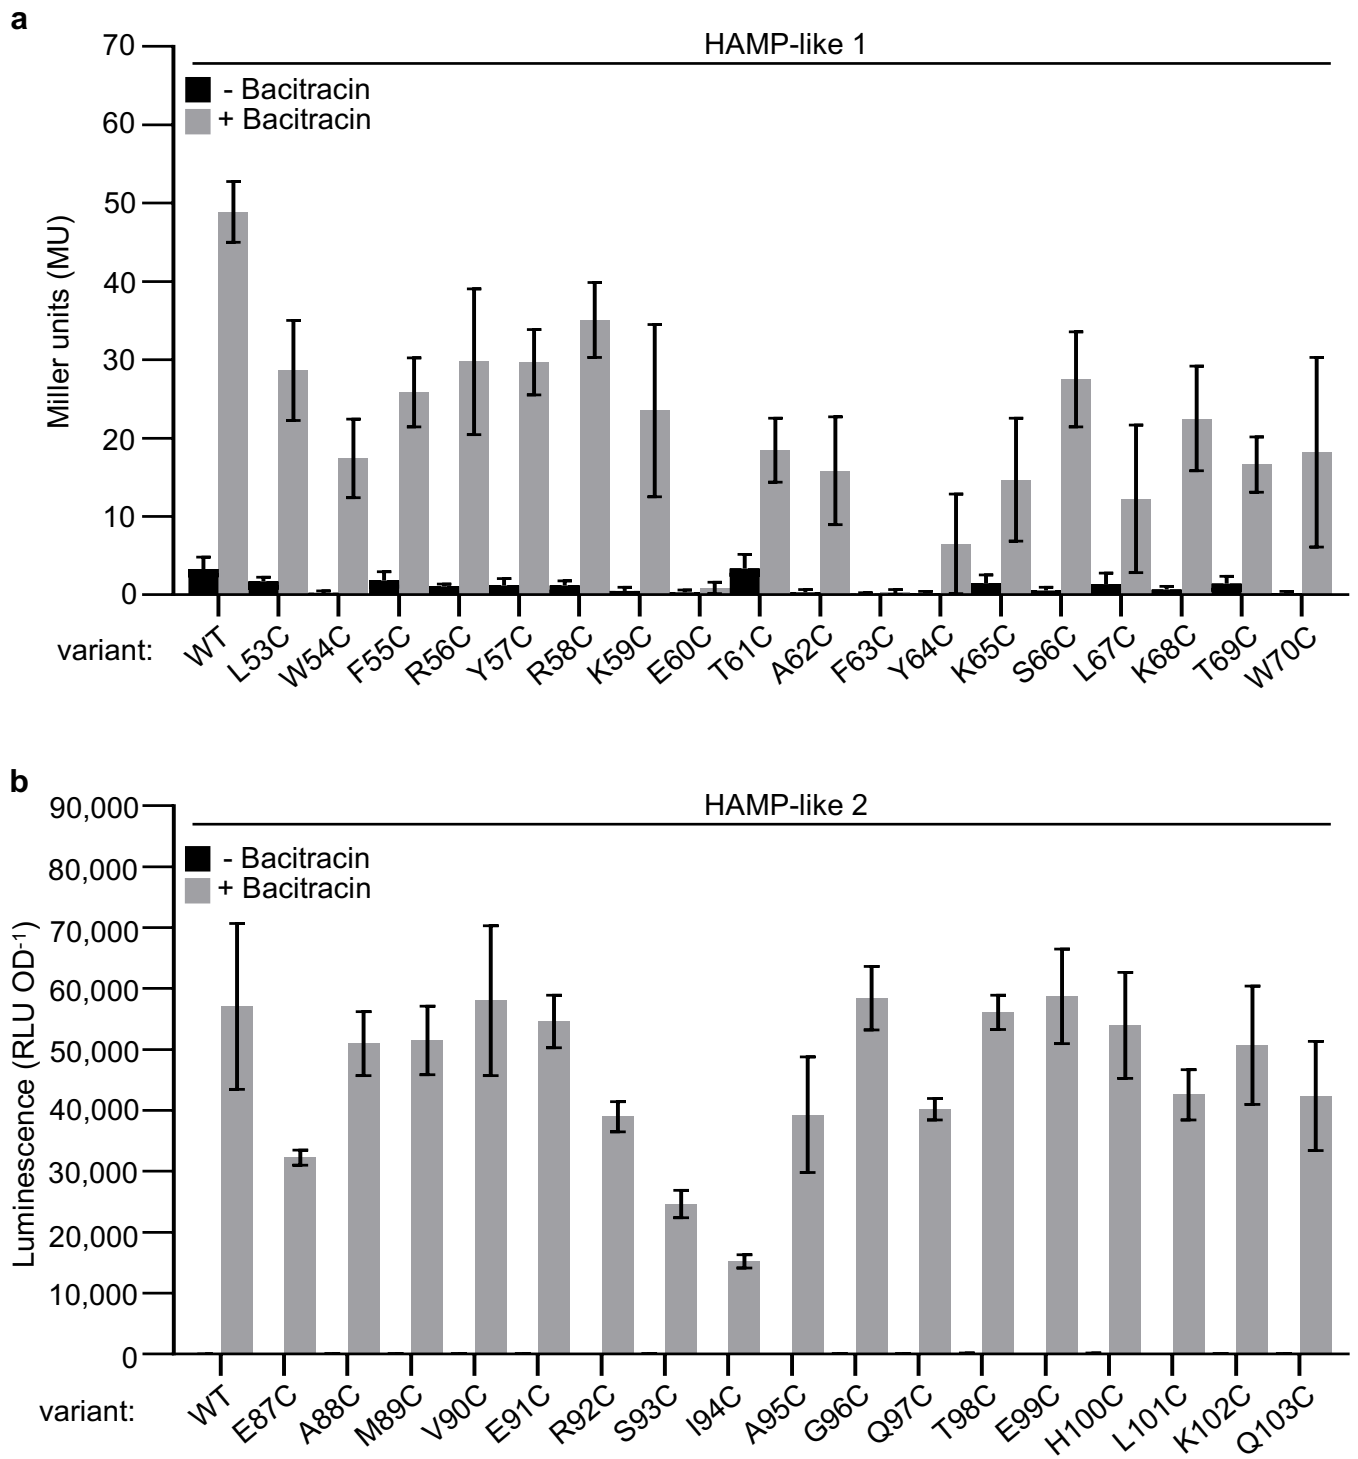 a
HAMP-like 1
70
- Bacitracin
+ Bacitracin
60
50
40
30
20
10
0
Miller units (MU)
variant: WT L53C W54C F55C R56C Y57C R58C K59C E60C T61C A62C F63C Y64C K65C S66C L67C K68C T69C W70C
b
HAMP-like 2
90,000
- Bacitracin
+ Bacitracin
80,000
70,000
60,000
50,000
40,000
30,000
20,000
10,000
0
Luminescence (RLU OD-1)
variant: WT E87C A88C M89C V90C E91C R92C S93C I94C A95C G96C Q97C T98C E99C H100C L101C K102C Q103C